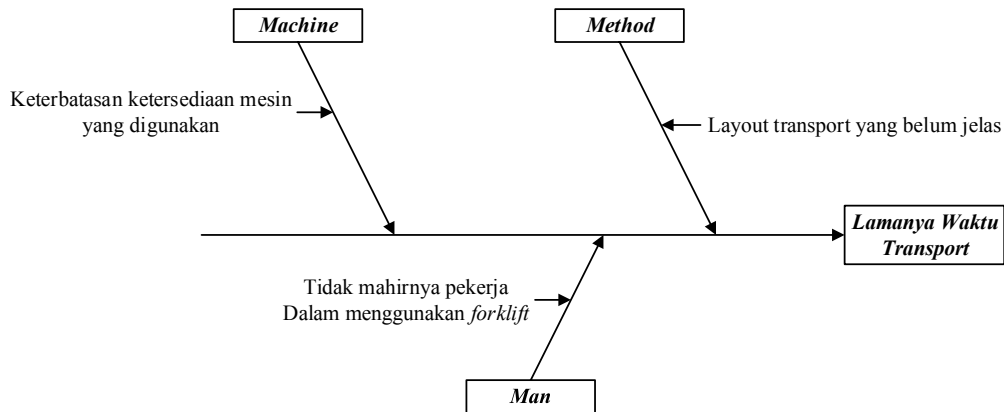 Machine
Method
Keterbatasan ketersediaan mesin
yang digunakan
Layout transport yang belum jelas
Lamanya Waktu
Transport
Tidak mahirnya pekerja
Dalam menggunakan forklift
Man